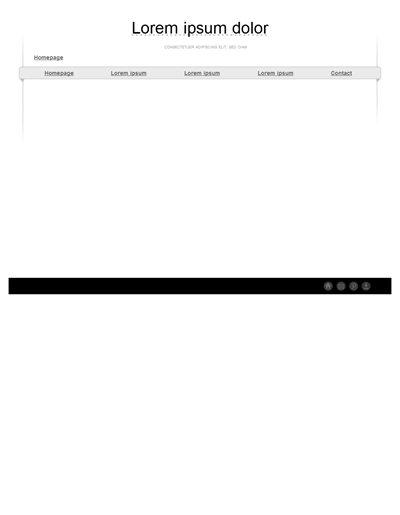 Lorem ipsum dolor
CONSECTETUER ADIPISCING ELIT, SED DIAM
Homepage
Homepage Lorem ipsum Lorem ipsum Lorem ipsum Contact